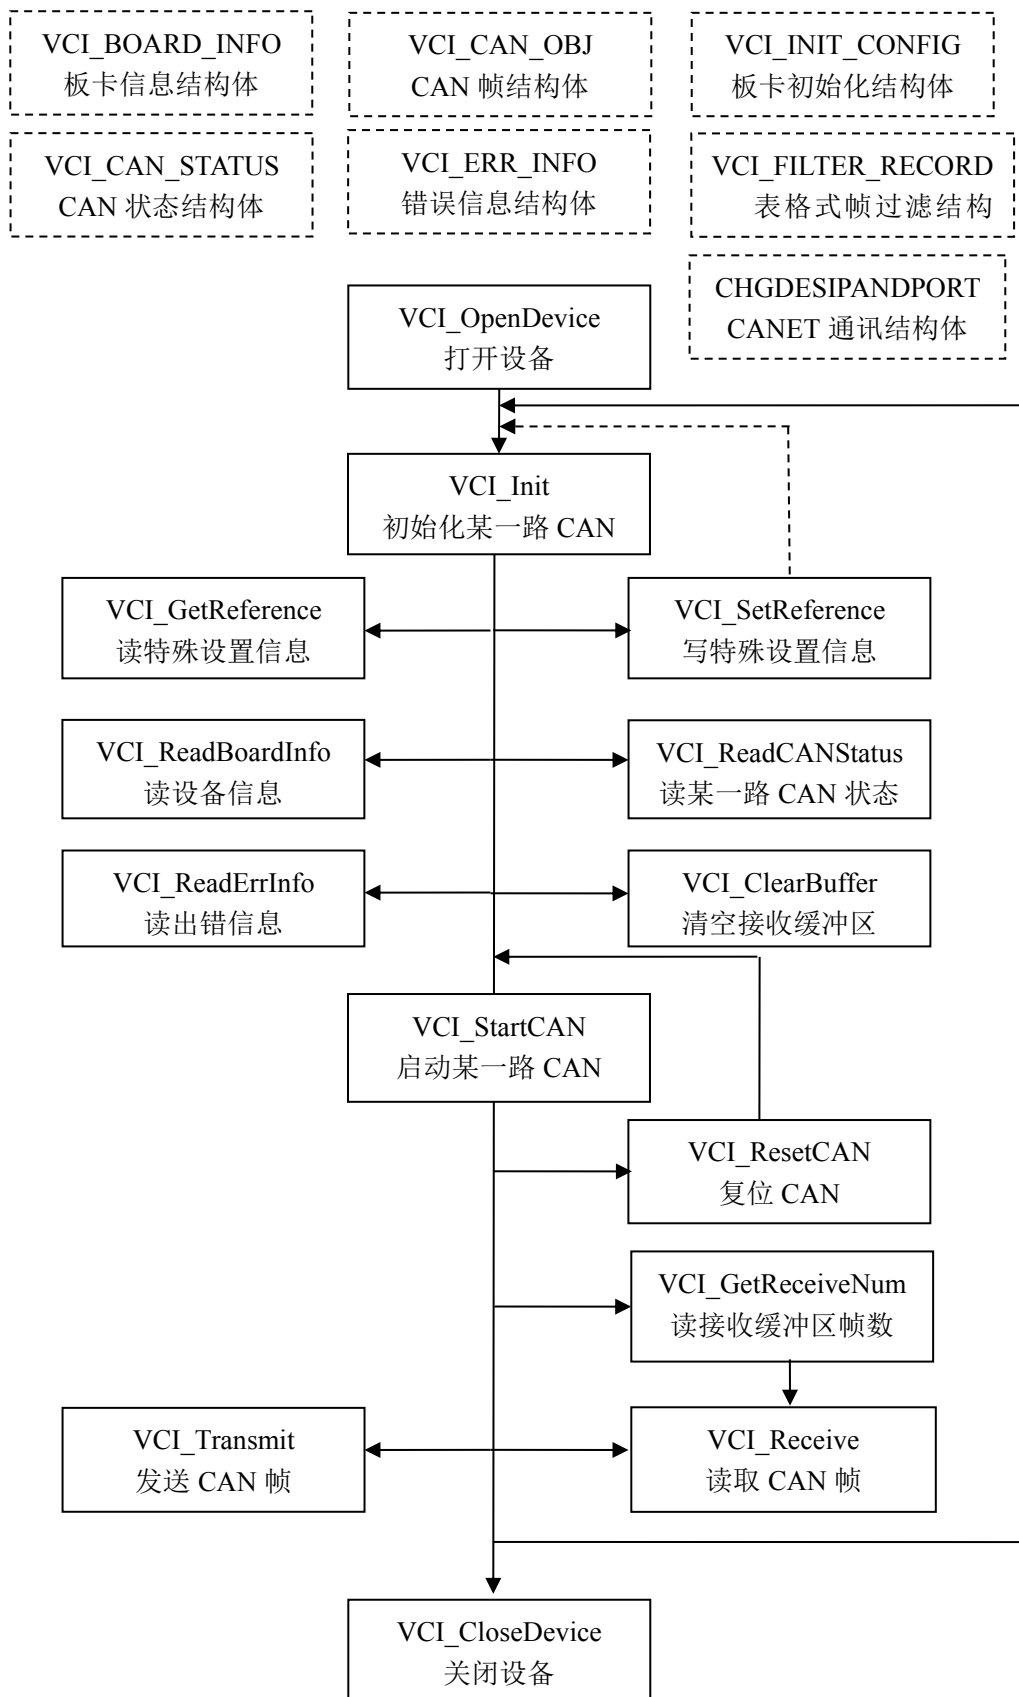 VCI_BOARD_INFO
板卡信息结构体
VCI_CAN_OBJ
CAN 帧结构体
VCI_INIT_CONFIG
板卡初始化结构体
VCI_CAN_STATUS
CAN 状态结构体
VCI_ERR_INFO
错误信息结构体
VCI_FILTER_RECORD
表格式帧过滤结构
CHGDESIPANDPORT
CANET 通讯结构体
VCI_OpenDevice
打开设备
VCI_Init
初始化某一路 CAN
VCI_GetReference
读特殊设置信息
VCI_SetReference
写特殊设置信息
VCI_ReadBoardInfo
读设备信息
VCI_ReadCANStatus
读某一路 CAN 状态
VCI_ReadErrInfo
读出错信息
VCI_ClearBuffer
清空接收缓冲区
VCI_StartCAN
启动某一路 CAN
VCI_ResetCAN
复位 CAN
VCI_GetReceiveNum
读接收缓冲区帧数
VCI_Transmit
发送 CAN 帧
VCI_Receive
读取 CAN 帧
VCI_CloseDevice
关闭设备